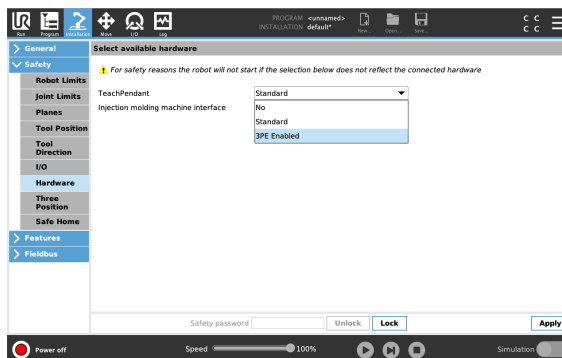 UR
PROGRAM <unnamed>
INSTALLATION default*
C C
C C
Run
Program
Installation
Move
I/O
Log
New...
Open...
Save...
General
Select available hardware
Safety
Robot Limits
Joint Limits
Planes
Tool Position
Tool
Direction
I/O
Hardware
Three
Position
Safe Home
Features
Fieldbus
! For safety reasons the robot will not start if the selection below does not reflect the connected hardware
TeachPendant
Standard
Injection molding machine interface
No
Standard
3PE Enabled
Safety password
Unlock
Lock
Apply
Power off
Speed
100%
Simulation